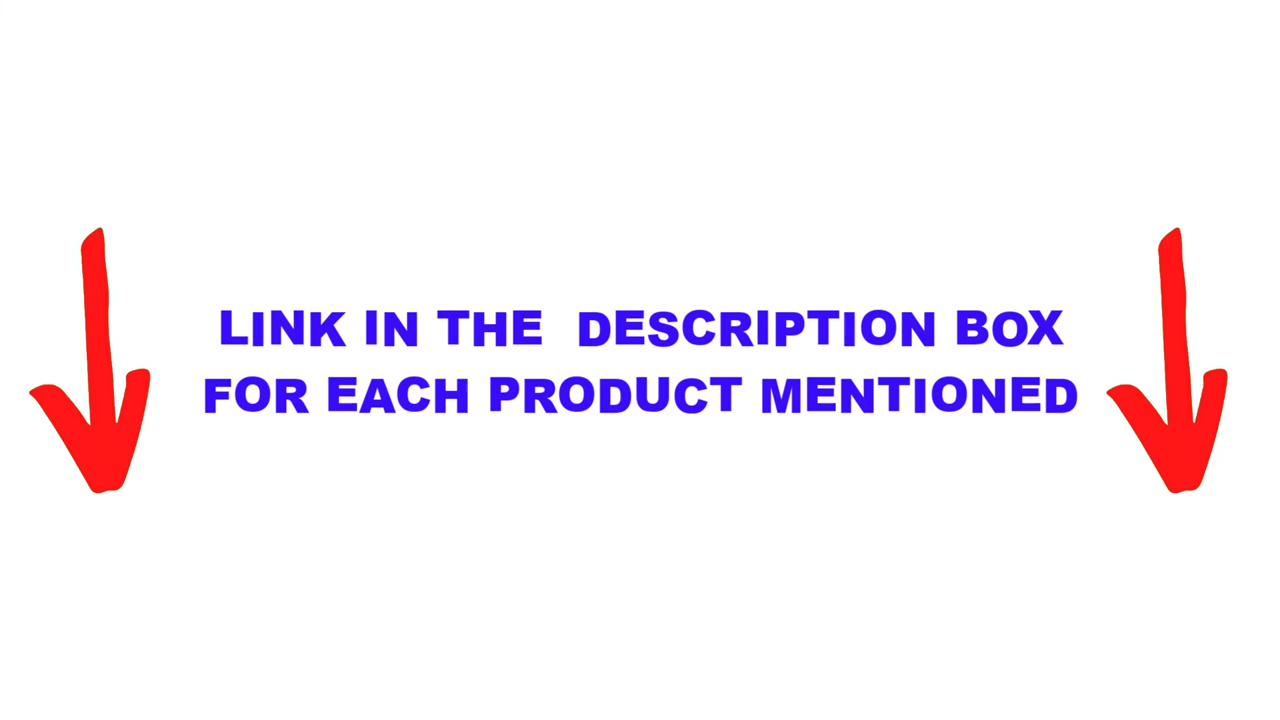 LINK IN THE DESCRIPTION BOX
FOR EACH PRODUCT MENTIONED